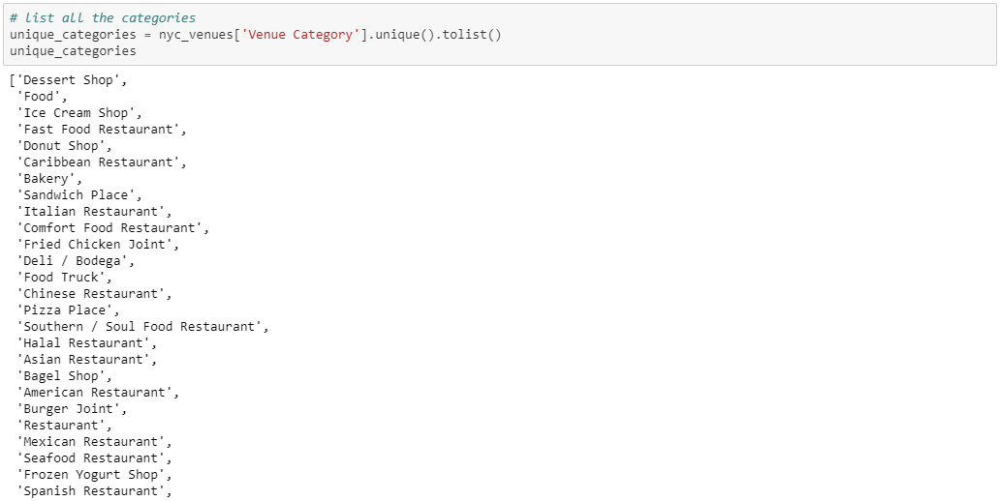 # list all the categories
unique_categories = nyc_venues['Venue Category'].unique().tolist()
unique_categories
['Dessert Shop',
 'Food',
 'Ice Cream Shop',
 'Fast Food Restaurant',
 'Donut Shop',
 'Caribbean Restaurant',
 'Bakery',
 'Sandwich Place',
 'Italian Restaurant',
 'Comfort Food Restaurant',
 'Fried Chicken Joint',
 'Deli / Bodega',
 'Food Truck',
 'Chinese Restaurant',
 'Pizza Place',
 'Southern / Soul Food Restaurant',
 'Halal Restaurant',
 'Asian Restaurant',
 'Bagel Shop',
 'American Restaurant',
 'Burger Joint',
 'Restaurant',
 'Mexican Restaurant',
 'Seafood Restaurant',
 'Frozen Yogurt Shop',
 'Spanish Restaurant',